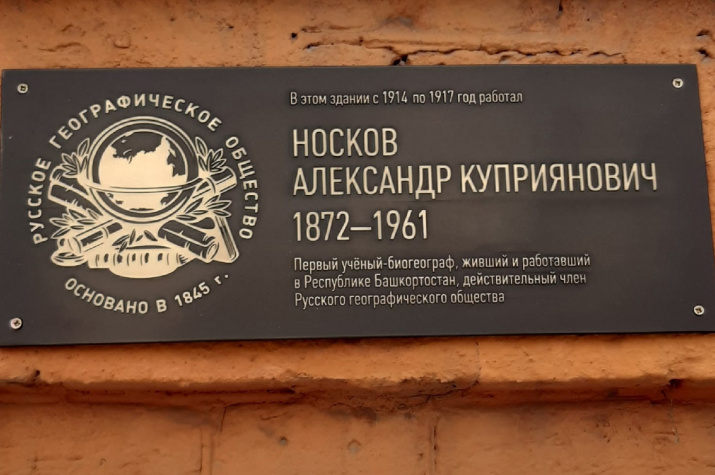 РУССКОЕ ГЕОГРАФИЧЕСКОЕ ОБЩЕСТВО
ОСНОВАНО В 1845 г.
В этом здании с 1914 по 1917 год работал
НОСКОВ
АЛЕКСАНДР КУПРИЯНОВИЧ
1872–1961
Первый учёный-биогеограф, живший и работавший
в Республике Башкортостан, действительный член
Русского географического общества